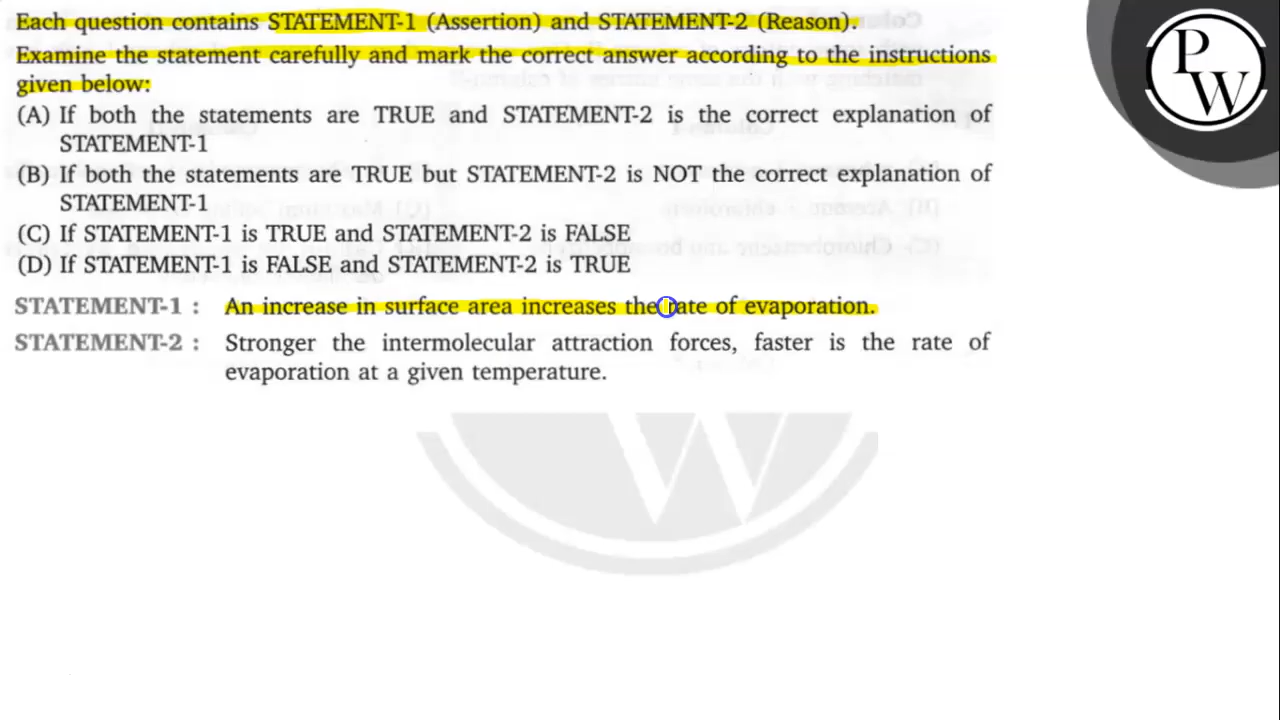 Each question contains STATEMENT-1 (Assertion) and STATEMENT-2 (Reason).
Examine the statement carefully and mark the correct answer according to the instructions
given below:
(A) If both the statements are TRUE and STATEMENT-2 is the correct explanation of
STATEMENT-1
(B) If both the statements are TRUE but STATEMENT-2 is NOT the correct explanation of
STATEMENT-1
(C) If STATEMENT-1 is TRUE and STATEMENT-2 is FALSE
(D) If STATEMENT-1 is FALSE and STATEMENT-2 is TRUE
STATEMENT-1 : An increase in surface area increases the rate of evaporation.
STATEMENT-2 : Stronger the intermolecular attraction forces, faster is the rate of
evaporation at a given temperature.
P
W